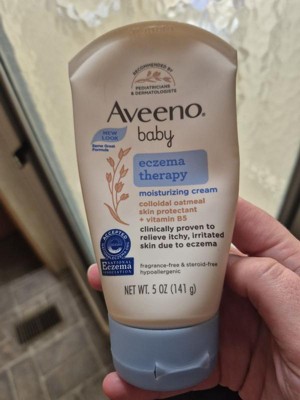 RECOMMENDED BY
PEDIATRICIANS
& DERMATOLOGISTS
Aveeno®
baby
NEW
LOOK
Same Great
Formula
eczema
therapy
moisturizing cream
colloidal oatmeal
skin protectant
+ vitamin B5
clinically proven to
relieve itchy, irritated
skin due to eczema
ACCEPTED
NATIONAL
Eczema
ASSOCIATION
fragrance-free & steroid-free
hypoallergenic
NET WT. 5 OZ (141 g)